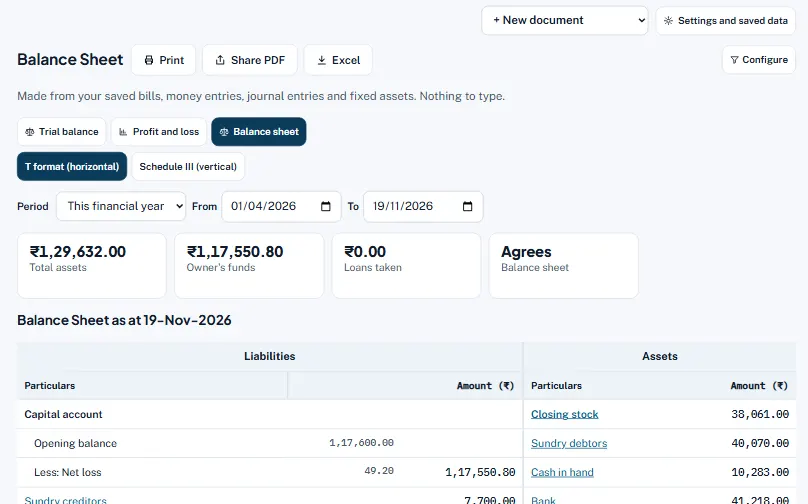 + New document
Settings and saved data
Balance Sheet
Print
Share PDF
Excel
Configure
Made from your saved bills, money entries, journal entries and fixed assets. Nothing to type.
Trial balance
Profit and loss
Balance sheet
T format (horizontal)
Schedule III (vertical)
Period
This financial year
From
01/04/2026
To
19/11/2026
₹1,29,632.00
Total assets
₹1,17,550.80
Owner's funds
₹0.00
Loans taken
Agrees
Balance sheet
Balance Sheet as at 19-Nov-2026
Liabilities Assets
Particulars Amount (₹) Particulars Amount (₹)
Capital account Closing stock 38,061.00
Opening balance 1,17,600.00 Sundry debtors 40,070.00
Less: Net loss 49.20 1,17,550.80 Cash in hand 10,283.00
Sundry creditors 7,700.00 Bank 41,218.00